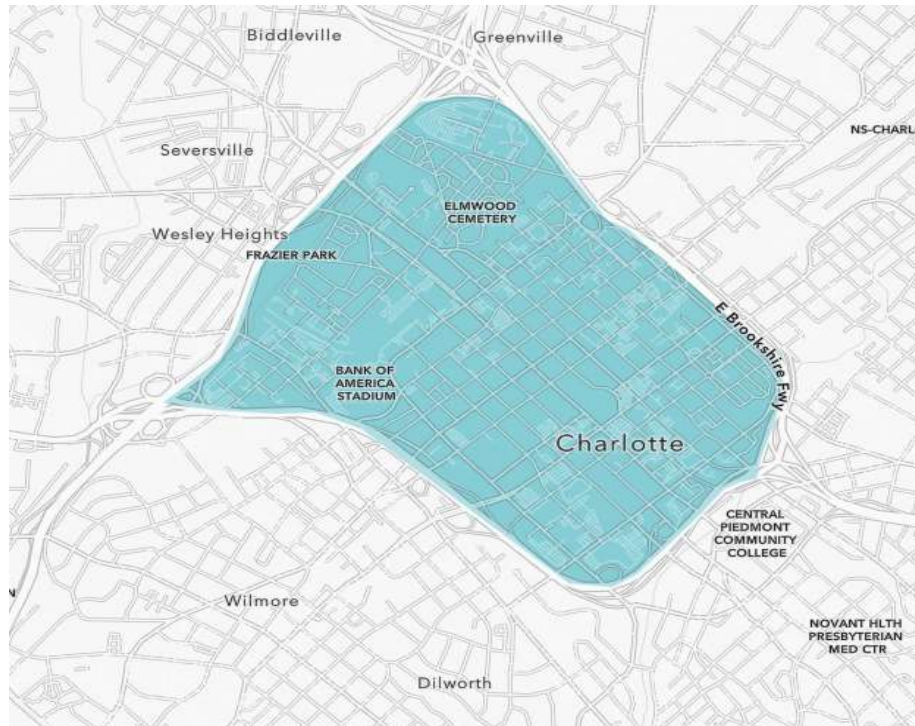 Biddleville
Greenville
NS-CHARL
Seversville
ELMWOOD
CEMETERY
Wesley Heights
FRAZIER PARK
E Brookshire Fwy
BANK OF
AMERICA
STADIUM
Charlotte
CENTRAL
PIEDMONT
COMMUNITY
COLLEGE
Wilmore
NOVANT HLTH
PRESBYTERIAN
MED CTR
Dilworth